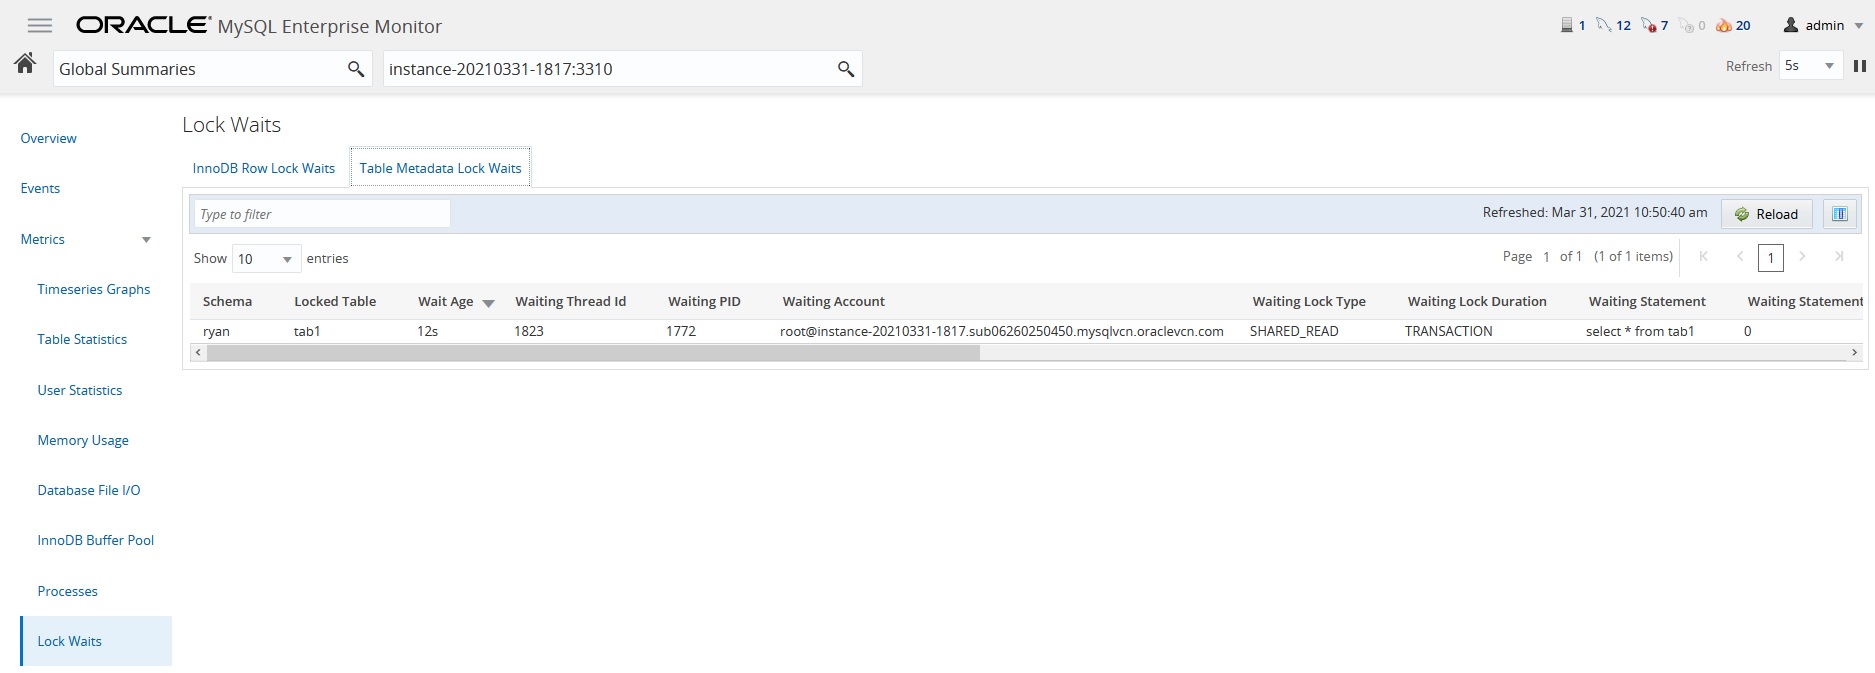 ORACLE MySQL Enterprise Monitor 1 12 7 0 20 admin
Global Summaries instance-20210331-1817:3310 Refresh 5s
Lock Waits
Overview
Events
Metrics
Timeseries Graphs
Table Statistics
User Statistics
Memory Usage
Database File I/O
InnoDB Buffer Pool
Processes
Lock Waits
InnoDB Row Lock Waits Table Metadata Lock Waits
Type to filter Refreshed: Mar 31, 2021 10:50:40 am Reload
Show 10 entries Page 1 of 1 (1 of 1 items) 1
Schema Locked Table Wait Age Waiting Thread Id Waiting PID Waiting Account Waiting Lock Type Waiting Lock Duration Waiting Statement Waiting Statement
ryan tab1 12s 1823 1772 root@instance-20210331-1817.sub06260250450.mysqlvcn.oraclevcn.com SHARED_READ TRANSACTION select * from tab1 0